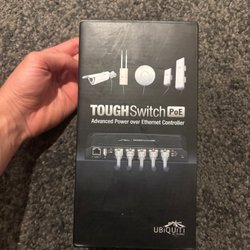 TOUGHSwitch PoE
Advanced Power over Ethernet Controller
UBIQUITI